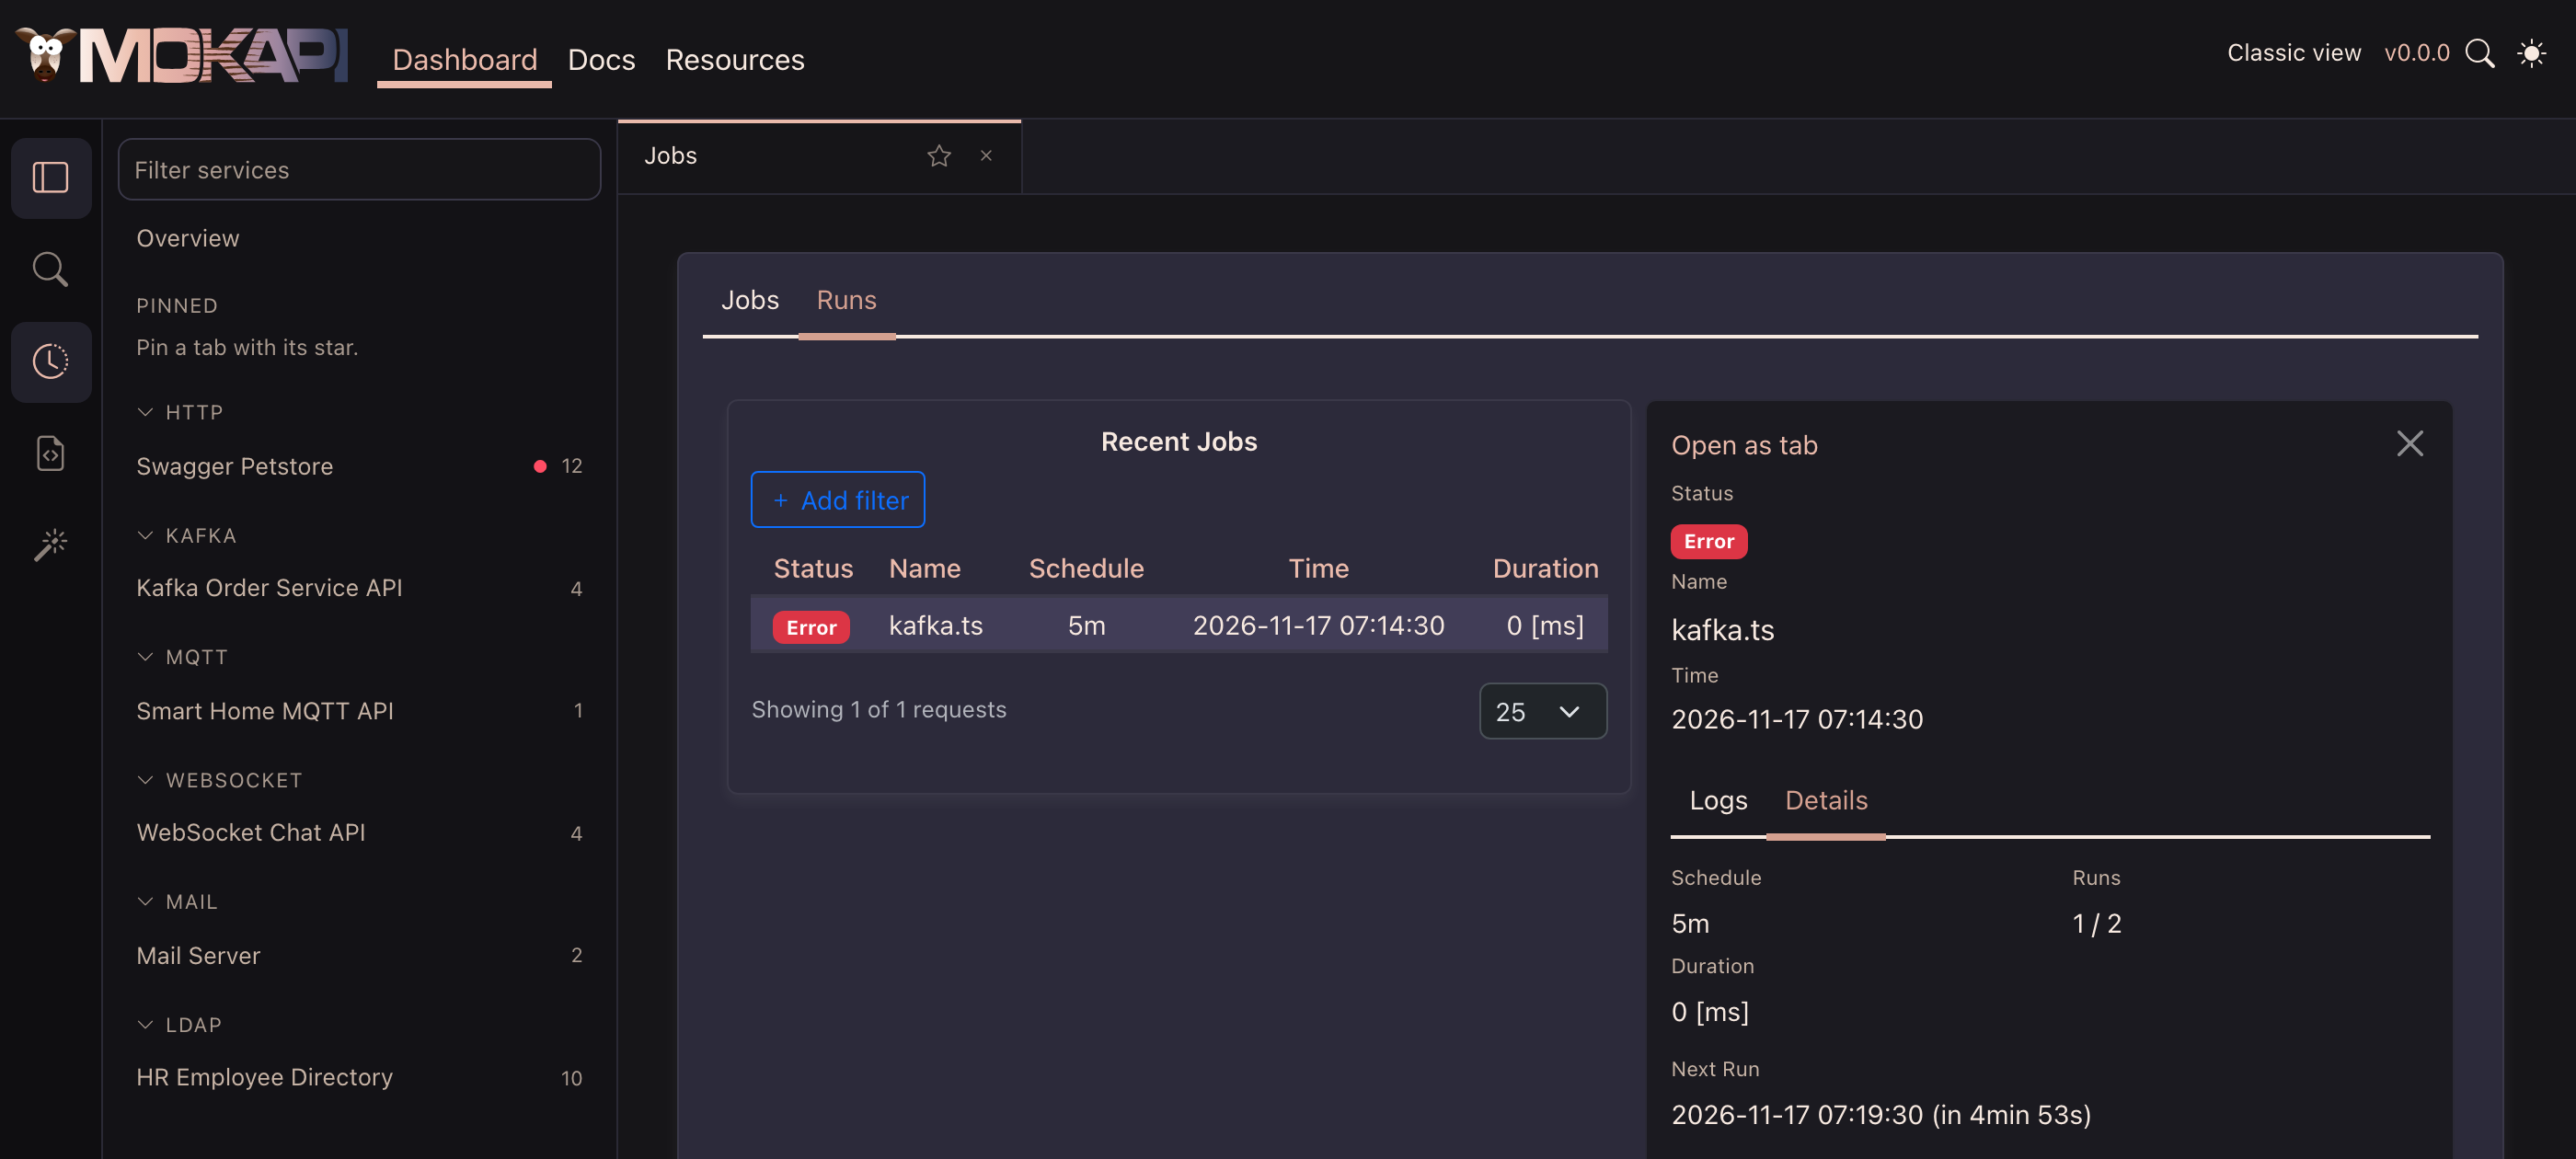 MOKAPI
Dashboard Docs Resources
Classic view v0.0.0
Filter services
Overview
PINNED
Pin a tab with its star.
HTTP
Swagger Petstore 12
KAFKA
Kafka Order Service API 4
MQTT
Smart Home MQTT API 1
WEBSOCKET
WebSocket Chat API 4
MAIL
Mail Server 2
LDAP
HR Employee Directory 10
Jobs
Jobs Runs
Recent Jobs
+ Add filter
Status Name Schedule Time Duration
Error kafka.ts 5m 2026-11-17 07:14:30 0 [ms]
Showing 1 of 1 requests 25
Open as tab
Status
Error
Name
kafka.ts
Time
2026-11-17 07:14:30
Logs Details
Schedule Runs
5m 1 / 2
Duration
0 [ms]
Next Run
2026-11-17 07:19:30 (in 4min 53s)